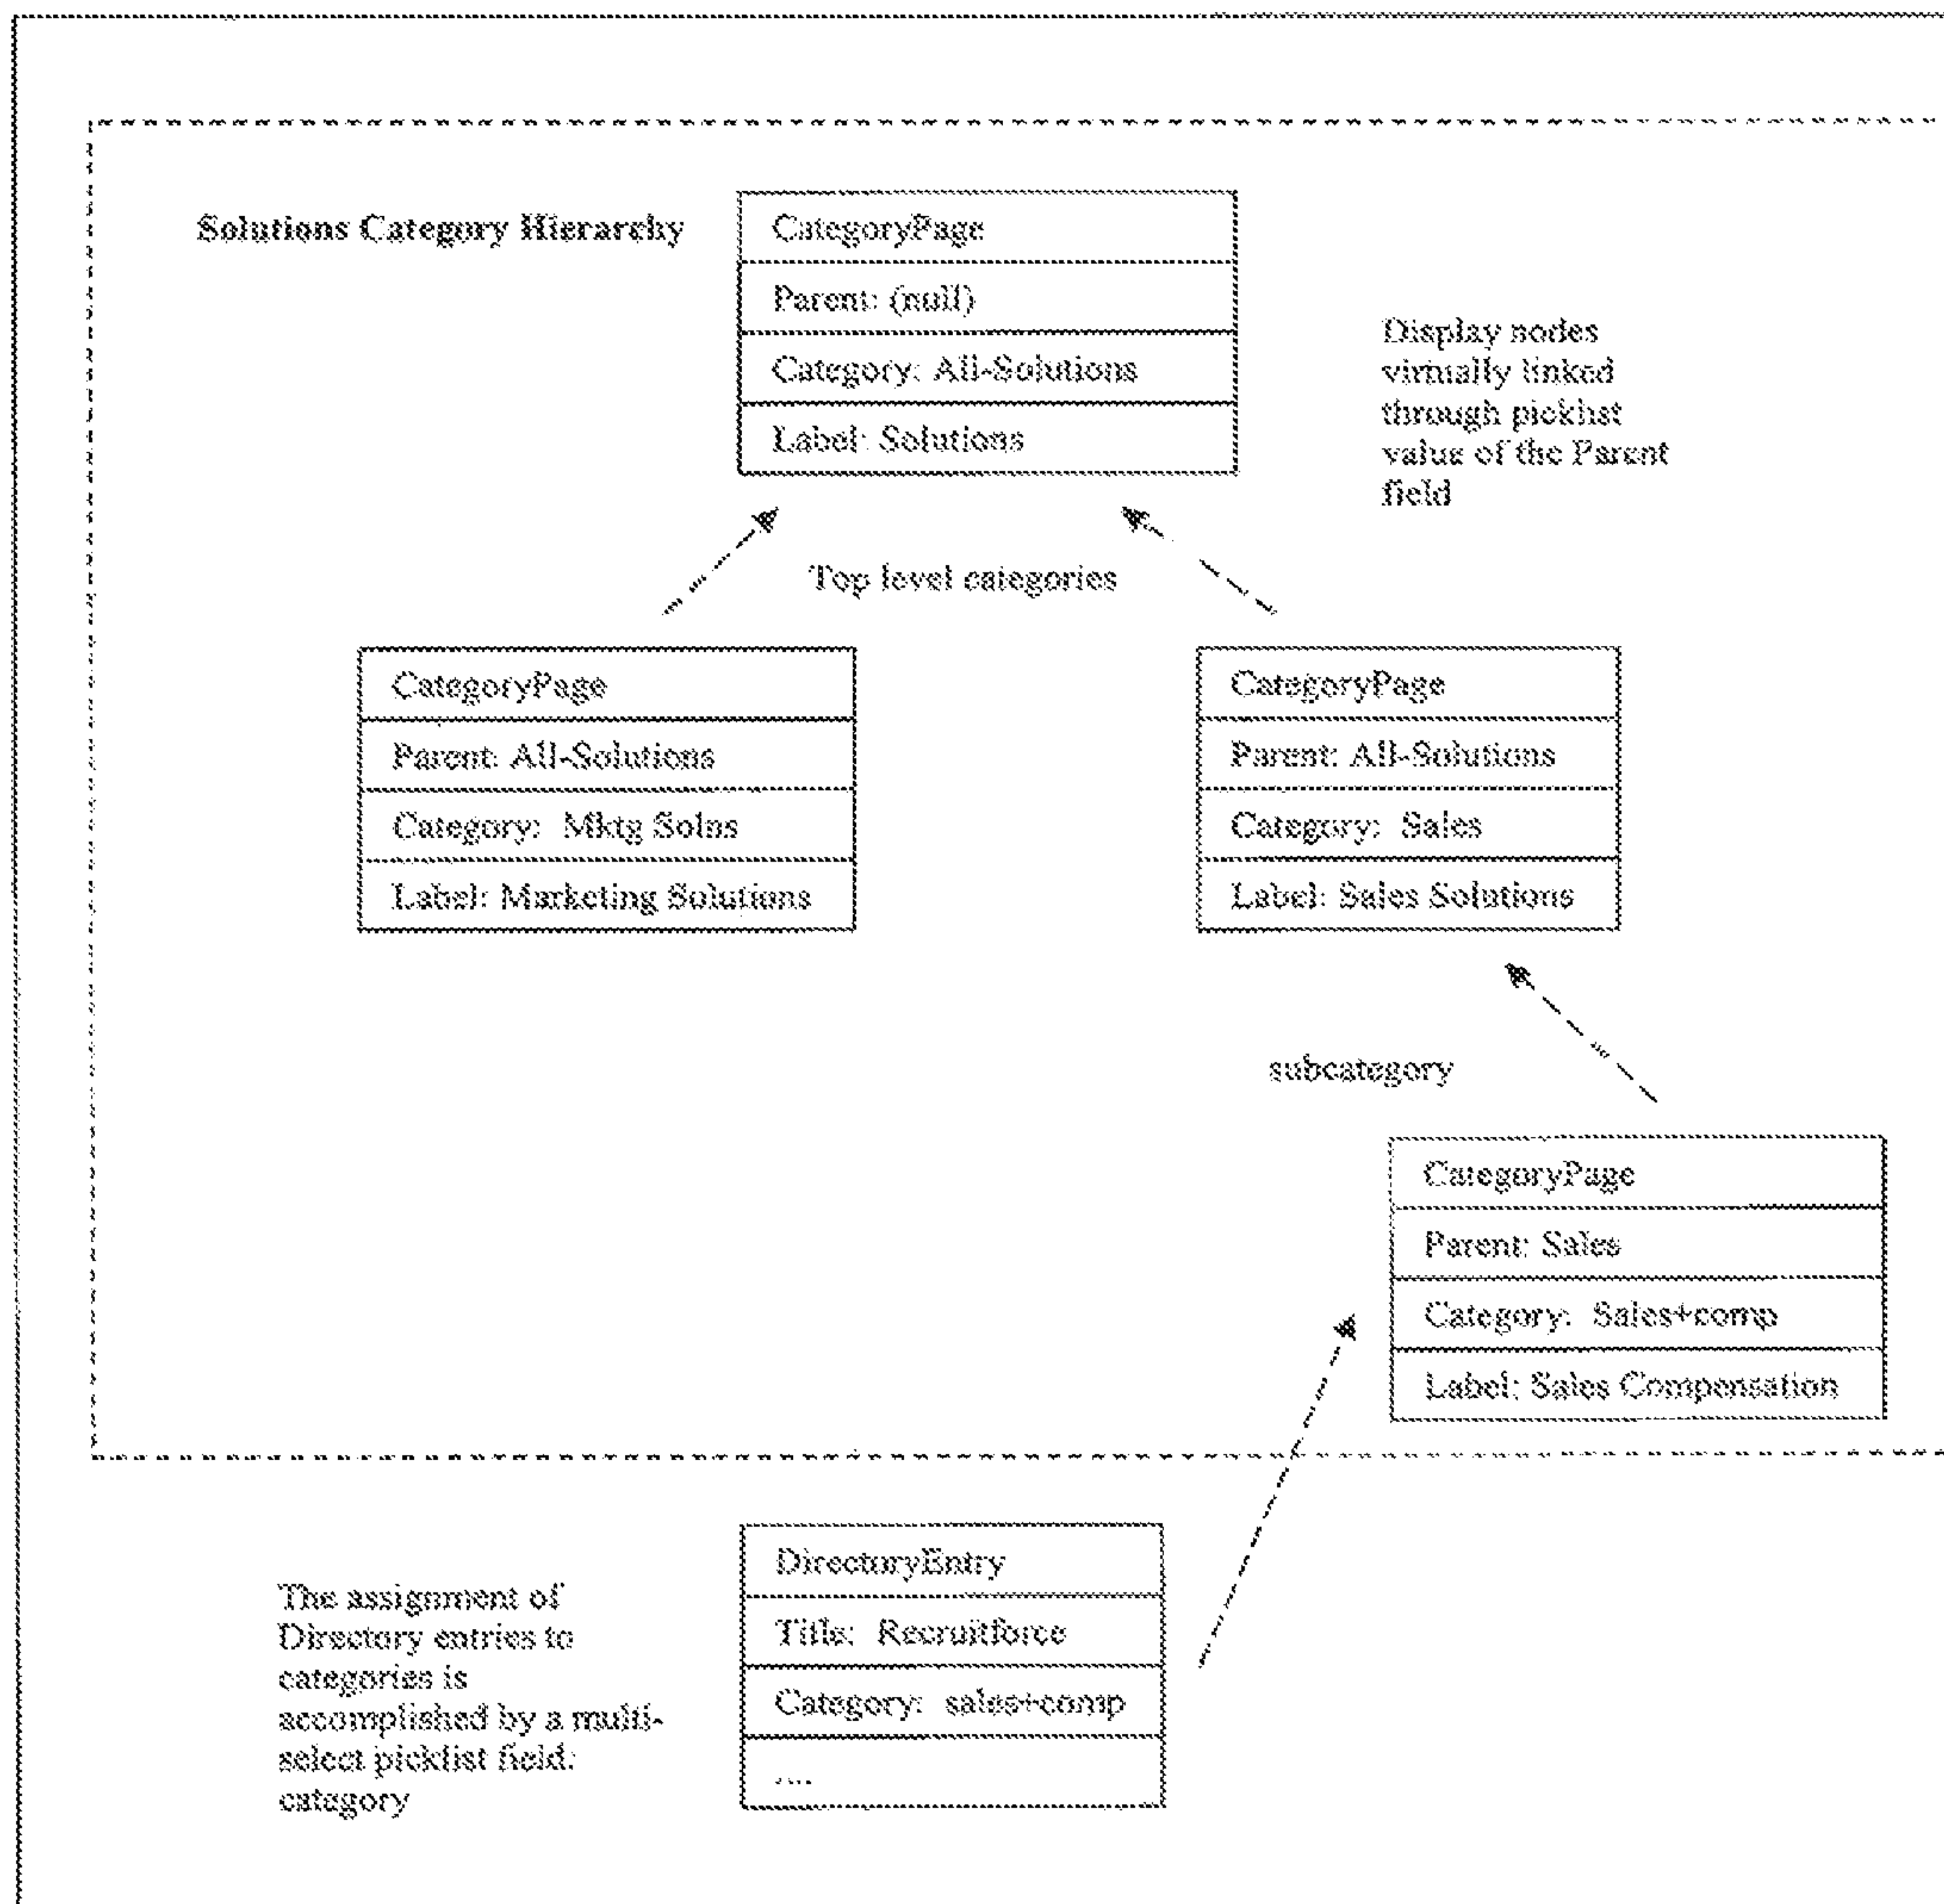 Solutions Category Hierarchy
CategoryPage
Parent: (null)
Category: All-Solutions
Label: Solutions
Display nodes
virtually linked
through picklist
value of the Parent
field
Top level categories
CategoryPage
Parent: All-Solutions
Category: Mktg Solns
Label: Marketing Solutions
CategoryPage
Parent: All-Solutions
Category: Sales
Label: Sales Solutions
subcategory
CategoryPage
Parent: Sales
Category: Sales+comp
Label: Sales Compensation
DirectoryEntry
Title: Recruitforce
Category: sales+comp
....
The assignment of
Directory entries to
categories is
accomplished by a multi-
select picklist field:
category